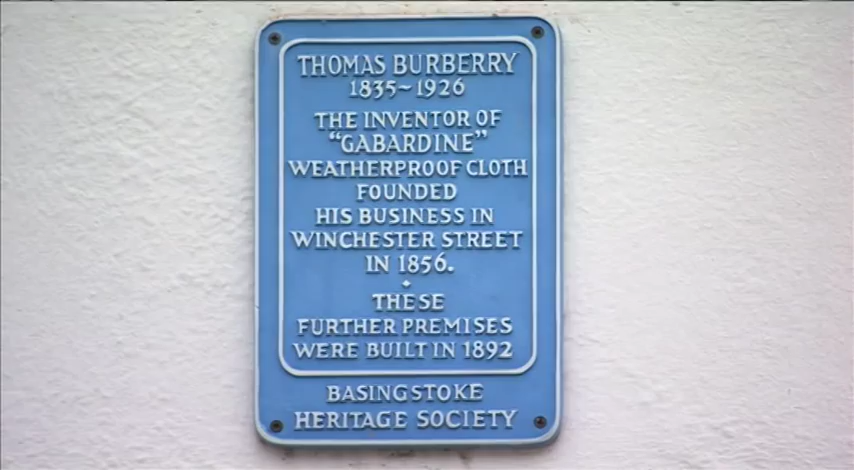 THOMAS BURBERRY
1835~1926
THE INVENTOR OF
“GABARDINE”
WEATHERPROOF CLOTH
FOUNDED
HIS BUSINESS IN
WINCHESTER STREET
IN 1856.
THESE
FURTHER PREMISES
WERE BUILT IN 1892
BASINGSTOKE
HERITAGE SOCIETY